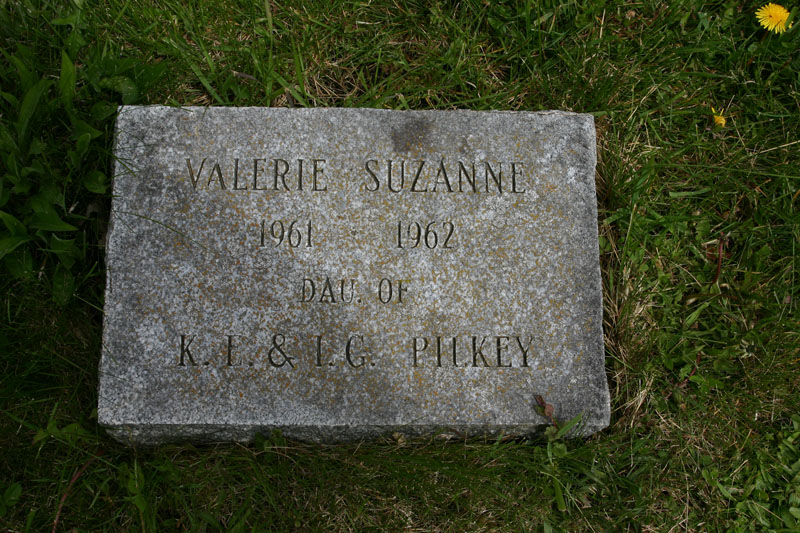 VALERIE SUZANNE
1961 - 1962
DAU. OF
K. E. & I. G. PILKEY